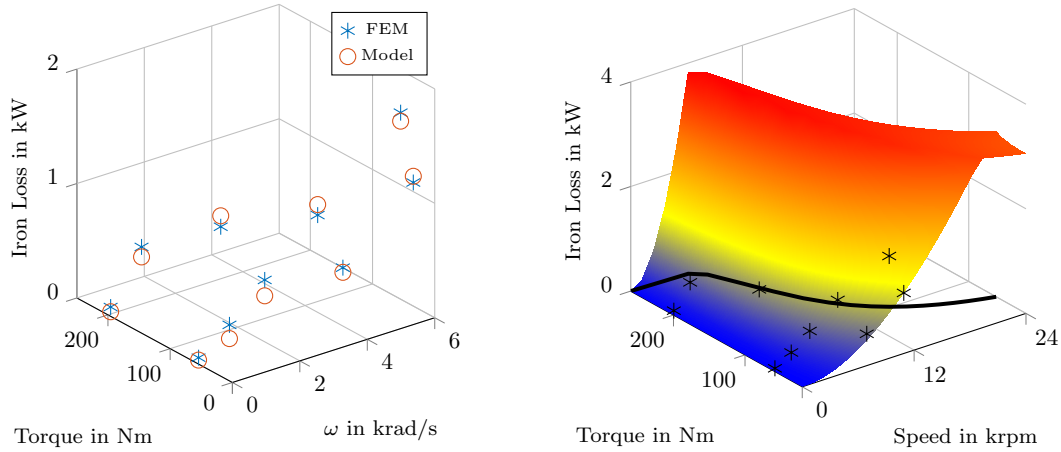 FEM
Model
2
1
0
Iron Loss in kW
200
100
0
Torque in Nm
0
2
4
6
ω in krad/s
4
2
0
Iron Loss in kW
200
100
Torque in Nm
0
12
24
Speed in krpm